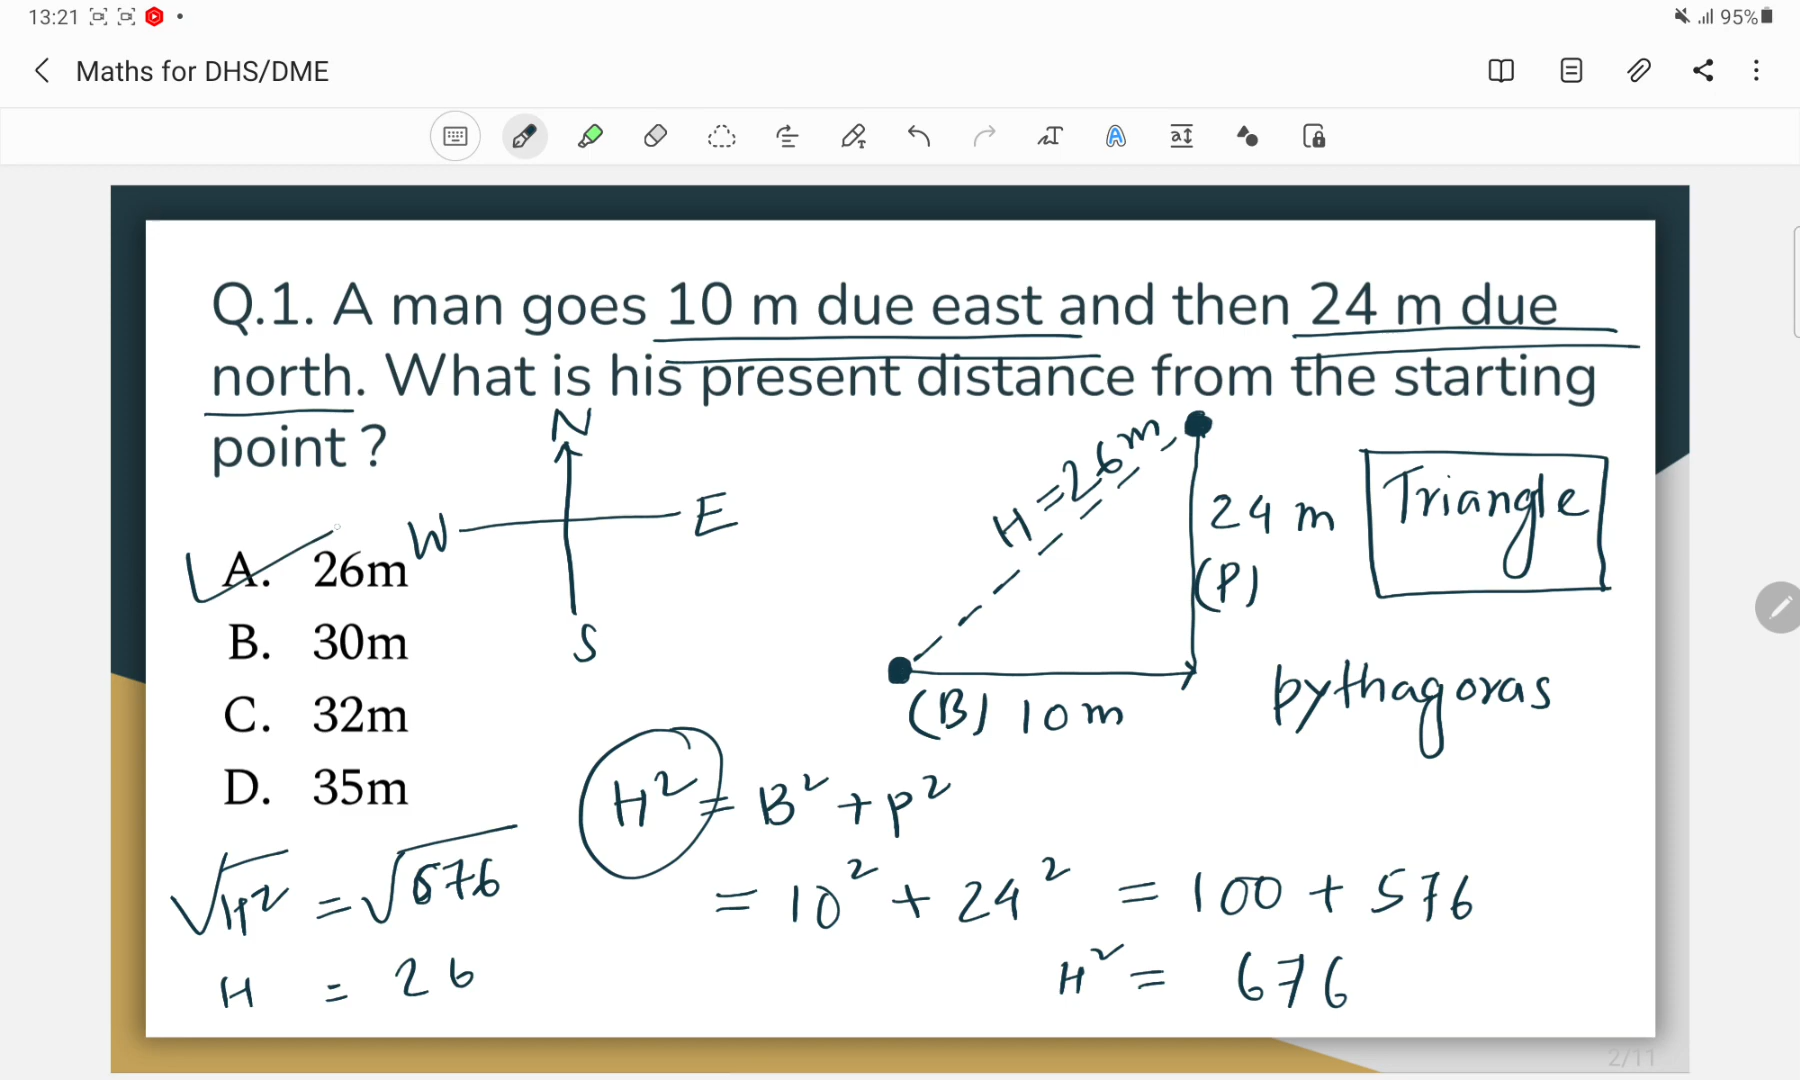 13:21
95%
Maths for DHS/DME
Q.1. A man goes 10 m due east and then 24 m due
north. What is his present distance from the starting
point ?
N
W E
S
A. 26m
B. 30m
C. 32m
D. 35m
H = 26 m
24 m
(P)
(B) 10 m
Triangle
pythagoras
H² = B² + P²
= 10² + 24² = 100 + 576
H² = 676
√H² = √676
H = 26
2/11